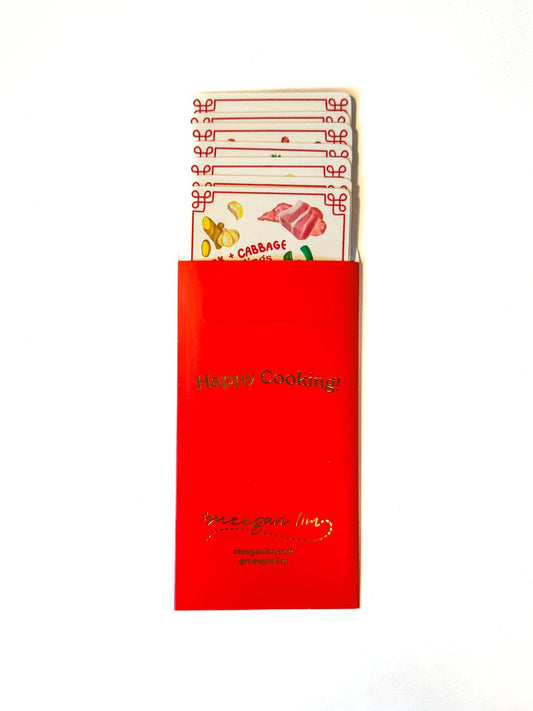 + CABBAGE
Happy Cooking!
meegan lim
meeganlim.com
@meeganlim